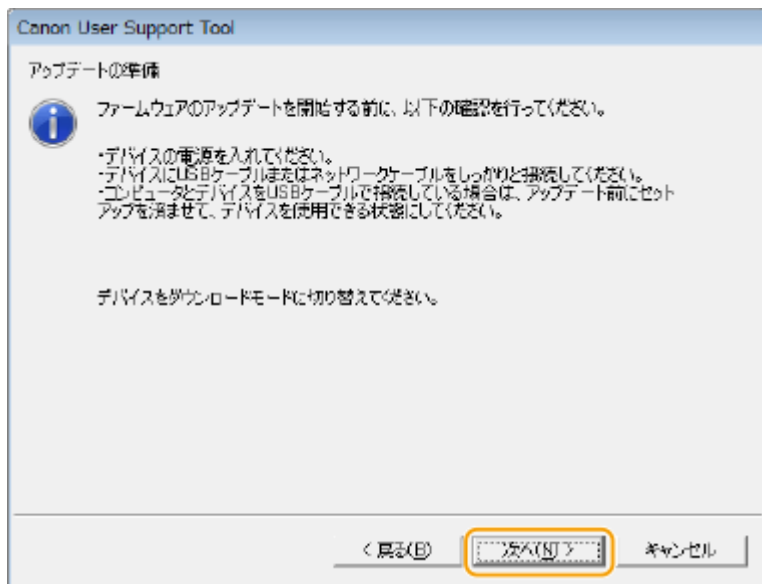 Canon User Support Tool
アップデートの準備
ファームウェアのアップデートを開始する前に、以下の確認を行ってください。
・デバイスの電源を入れてください。
・デバイスにUSBケーブルまたはネットワークケーブルをしっかりと接続してください。
・コンピュータとデバイスをUSBケーブルで接続している場合は、アップデート前にセット
アップを済ませて、デバイスを使用できる状態にしてください。
デバイスをダウンロードモードに切り替えてください。
< 戻る(B)
次へ(N) >
キャンセル